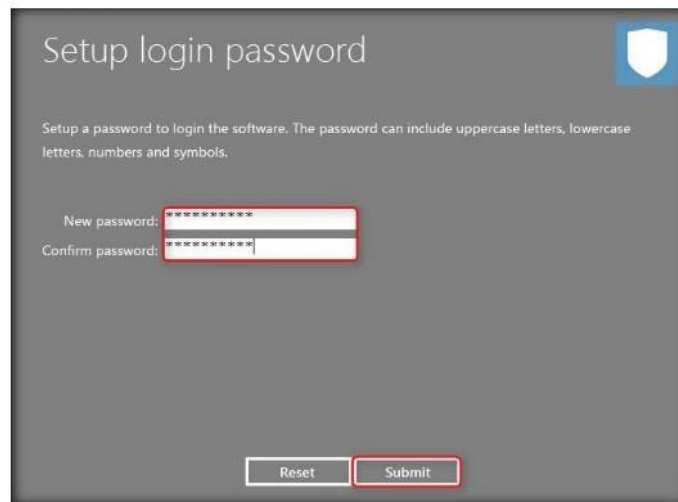 Setup login password
Setup a password to login the software. The password can include uppercase letters, lowercase
letters, numbers and symbols.
New password: **********
Confirm password: **********
Reset Submit